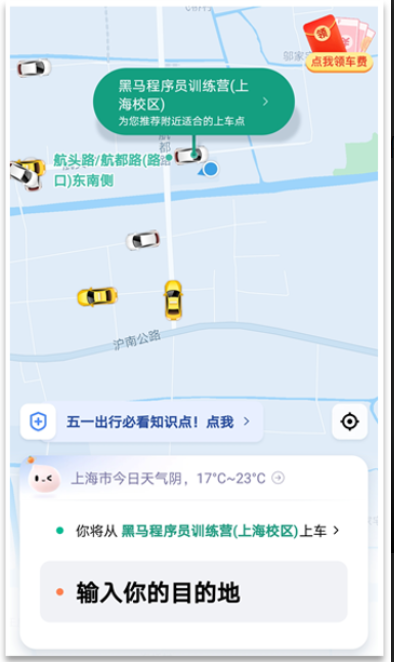 领
点我领车费
黑马程序员训练营(上
海校区)
为您推荐附近适合的上车点
航都路
航头路/航都路(路
口)东南侧
沪南公路
五一出行必看知识点！点我
上海市今日天气阴，17°C~23°C
你将从 黑马程序员训练营(上海校区)上车
输入你的目的地